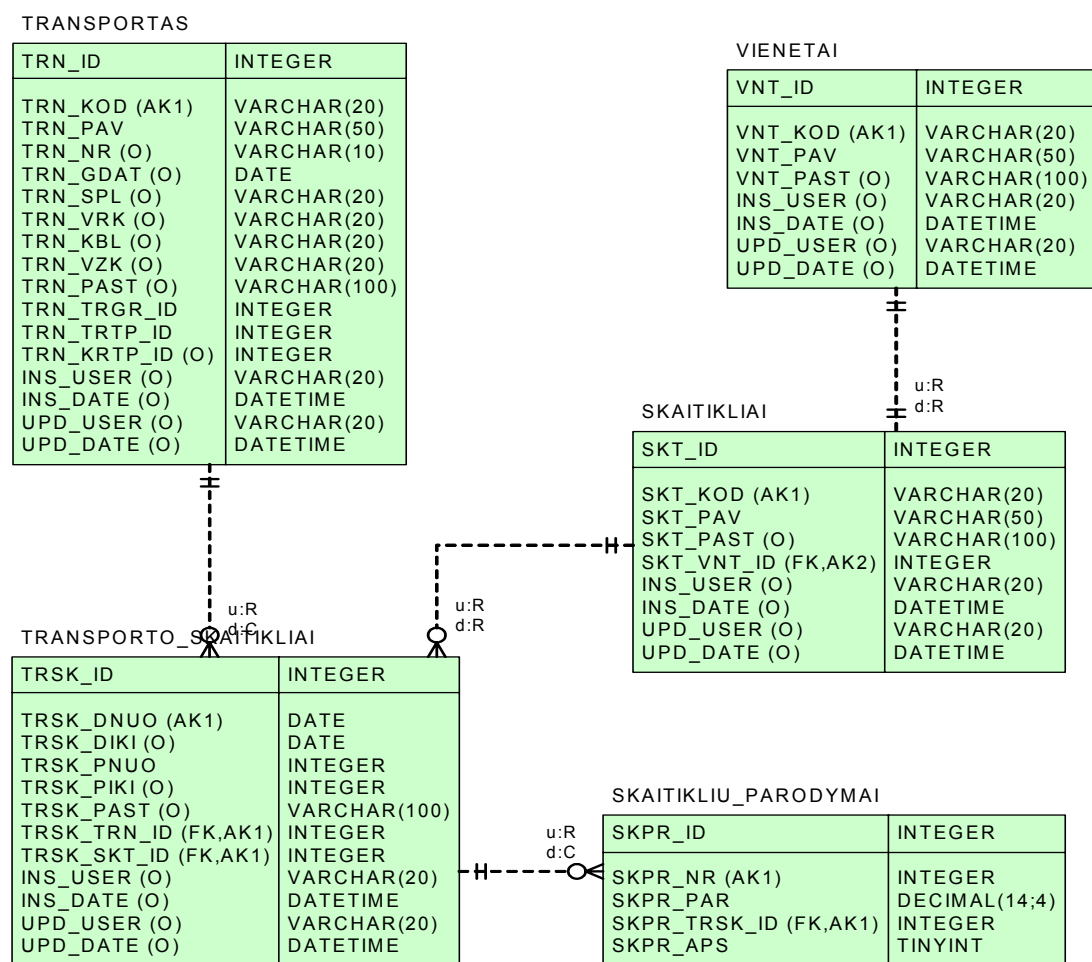 TRANSPORTAS
TRN_ID INTEGER
TRN_KOD (AK1) VARCHAR(20)
TRN_PAV VARCHAR(50)
TRN_NR (O) VARCHAR(10)
TRN_GDAT (O) DATE
TRN_SPL (O) VARCHAR(20)
TRN_VRK (O) VARCHAR(20)
TRN_KBL (O) VARCHAR(20)
TRN_VZK (O) VARCHAR(20)
TRN_PAST (O) VARCHAR(100)
TRN_TRGR_ID INTEGER
TRN_TRTP_ID INTEGER
TRN_KRTP_ID (O) INTEGER
INS_USER (O) VARCHAR(20)
INS_DATE (O) DATETIME
UPD_USER (O) VARCHAR(20)
UPD_DATE (O) DATETIME
VIENETAI
VNT_ID INTEGER
VNT_KOD (AK1) VARCHAR(20)
VNT_PAV VARCHAR(50)
VNT_PAST (O) VARCHAR(100)
INS_USER (O) VARCHAR(20)
INS_DATE (O) DATETIME
UPD_USER (O) VARCHAR(20)
UPD_DATE (O) DATETIME
u:R
d:R
SKAITIKLIAI
SKT_ID INTEGER
SKT_KOD (AK1) VARCHAR(20)
SKT_PAV VARCHAR(50)
SKT_PAST (O) VARCHAR(100)
SKT_VNT_ID (FK,AK2) INTEGER
INS_USER (O) VARCHAR(20)
INS_DATE (O) DATETIME
UPD_USER (O) VARCHAR(20)
UPD_DATE (O) DATETIME
u:R
d:C
u:R
d:R
TRANSPORTO_SKAITIKLIAI
TRSK_ID INTEGER
TRSK_DNUO (AK1) DATE
TRSK_DIKI (O) DATE
TRSK_PNUO INTEGER
TRSK_PIKI (O) INTEGER
TRSK_PAST (O) VARCHAR(100)
TRSK_TRN_ID (FK,AK1) INTEGER
TRSK_SKT_ID (FK,AK1) INTEGER
INS_USER (O) VARCHAR(20)
INS_DATE (O) DATETIME
UPD_USER (O) VARCHAR(20)
UPD_DATE (O) DATETIME
u:R
d:C
SKAITIKLIU_PARODYMAI
SKPR_ID INTEGER
SKPR_NR (AK1) INTEGER
SKPR_PAR DECIMAL(14;4)
SKPR_TRSK_ID (FK,AK1) INTEGER
SKPR_APS TINYINT